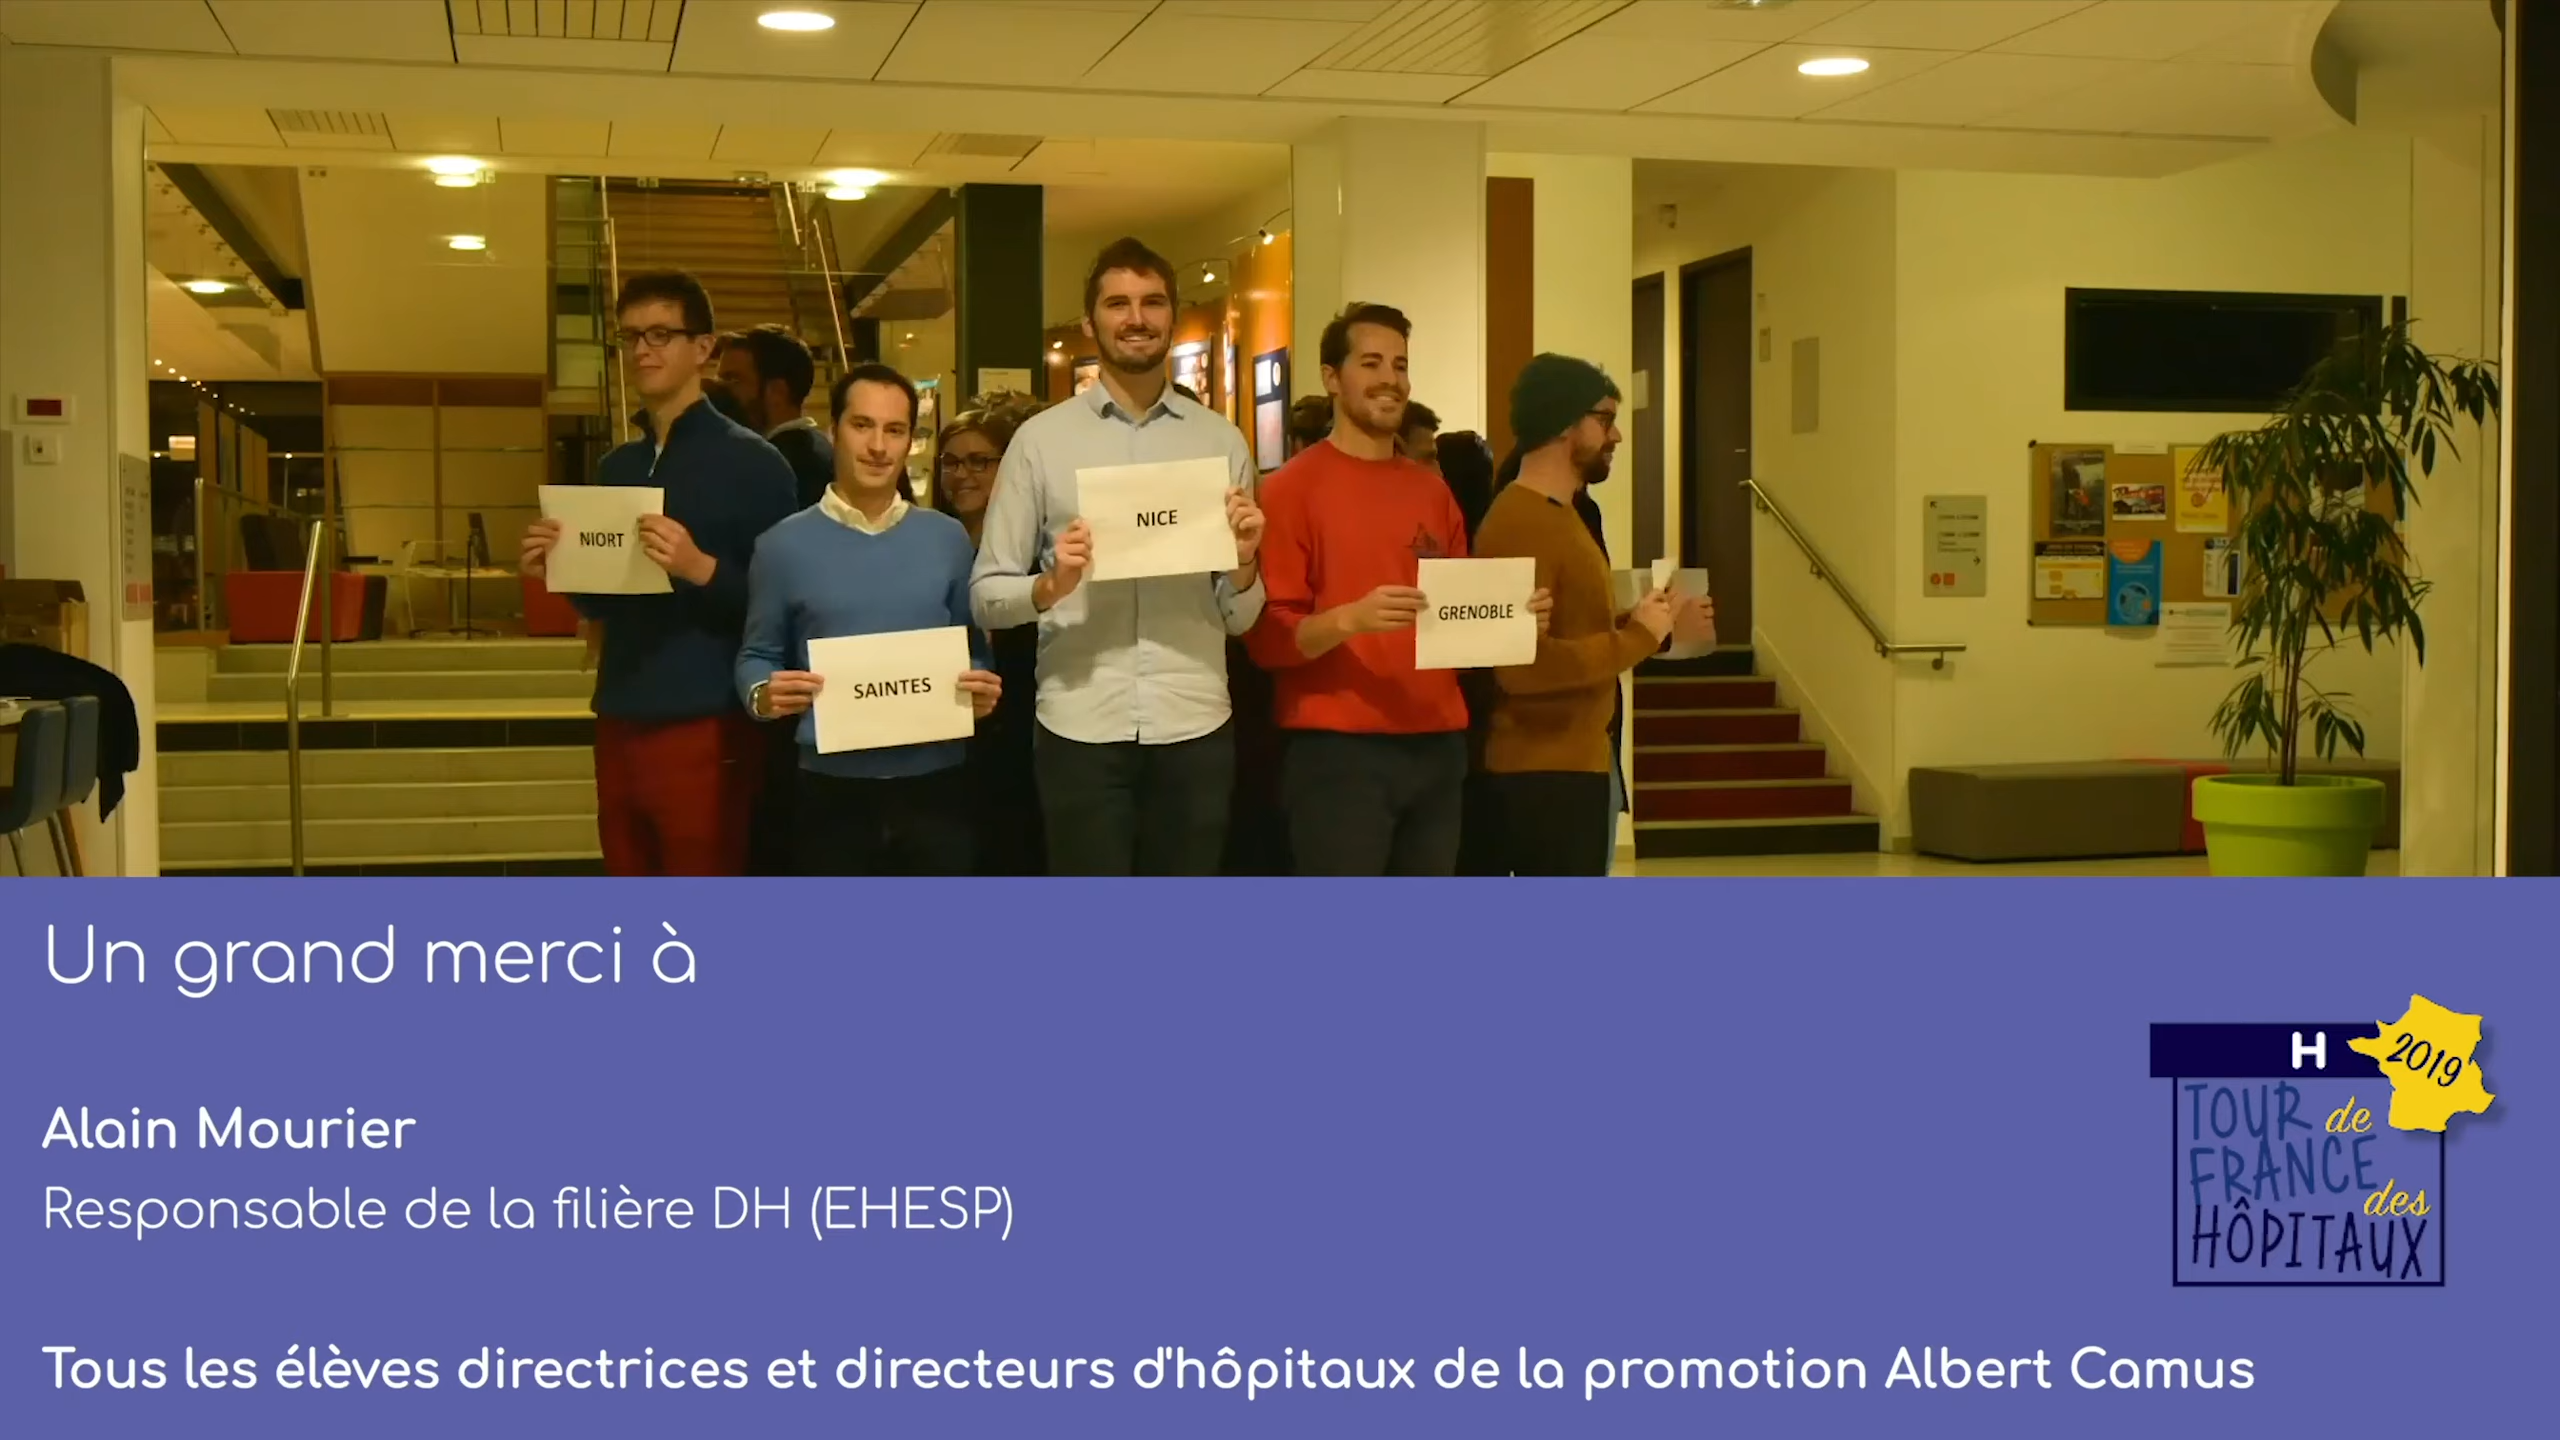 NIORT
SAINTES
NICE
GRENOBLE
Un grand merci à
Alain Mourier
Responsable de la filière DH (EHESP)
Tous les élèves directrices et directeurs d'hôpitaux de la promotion Albert Camus
H
2019
TOUR de
FRANCE
des
HÔPITAUX